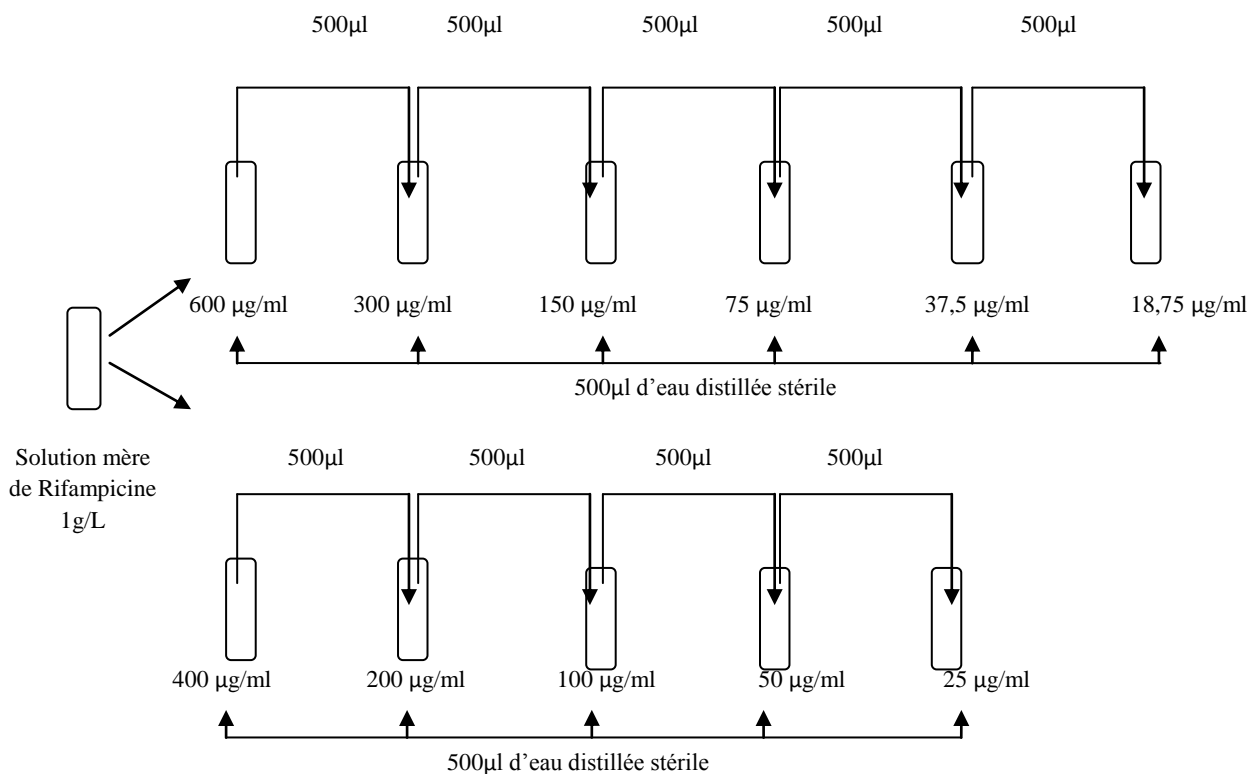 500µl 500µl 500µl 500µl 500µl
600 µg/ml 300 µg/ml 150 µg/ml 75 µg/ml 37,5 µg/ml 18,75 µg/ml
500µl d’eau distillée stérile
Solution mère
de Rifampicine
1g/L
500µl 500µl 500µl 500µl
400 µg/ml 200 µg/ml 100 µg/ml 50 µg/ml 25 µg/ml
500µl d’eau distillée stérile